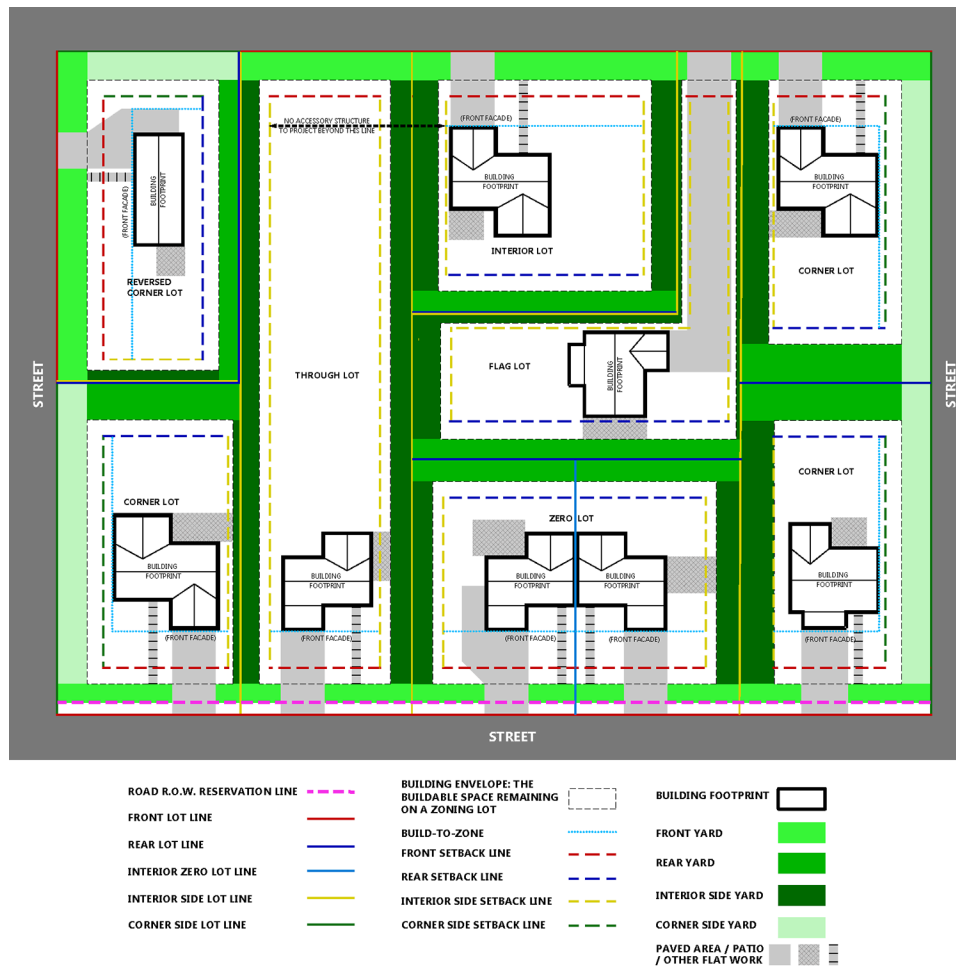 NO ACCESSORY STRUCTURE
TO PROJECT BEYOND THIS LINE
(FRONT FACADE)
(FRONT FACADE)
BUILDING
FOOTPRINT
(FRONT FACADE)
BUILDING
FOOTPRINT
BUILDING
FOOTPRINT
INTERIOR LOT
CORNER LOT
REVERSED
CORNER LOT
STREET
THROUGH LOT
FLAG LOT
BUILDING
FOOTPRINT
STREET
CORNER LOT
CORNER LOT
ZERO LOT
BUILDING
FOOTPRINT
BUILDING
FOOTPRINT
BUILDING
FOOTPRINT
BUILDING
FOOTPRINT
BUILDING
FOOTPRINT
(FRONT FACADE)
(FRONT FACADE)
(FRONT FACADE)
(FRONT FACADE)
(FRONT FACADE)
STREET
ROAD R.O.W. RESERVATION LINE
FRONT LOT LINE
REAR LOT LINE
INTERIOR ZERO LOT LINE
INTERIOR SIDE LOT LINE
CORNER SIDE LOT LINE
BUILDING ENVELOPE: THE
BUILDABLE SPACE REMAINING
ON A ZONING LOT
BUILD-TO-ZONE
FRONT SETBACK LINE
REAR SETBACK LINE
INTERIOR SIDE SETBACK LINE
CORNER SIDE SETBACK LINE
BUILDING FOOTPRINT
FRONT YARD
REAR YARD
INTERIOR SIDE YARD
CORNER SIDE YARD
PAVED AREA / PATIO
/ OTHER FLAT WORK